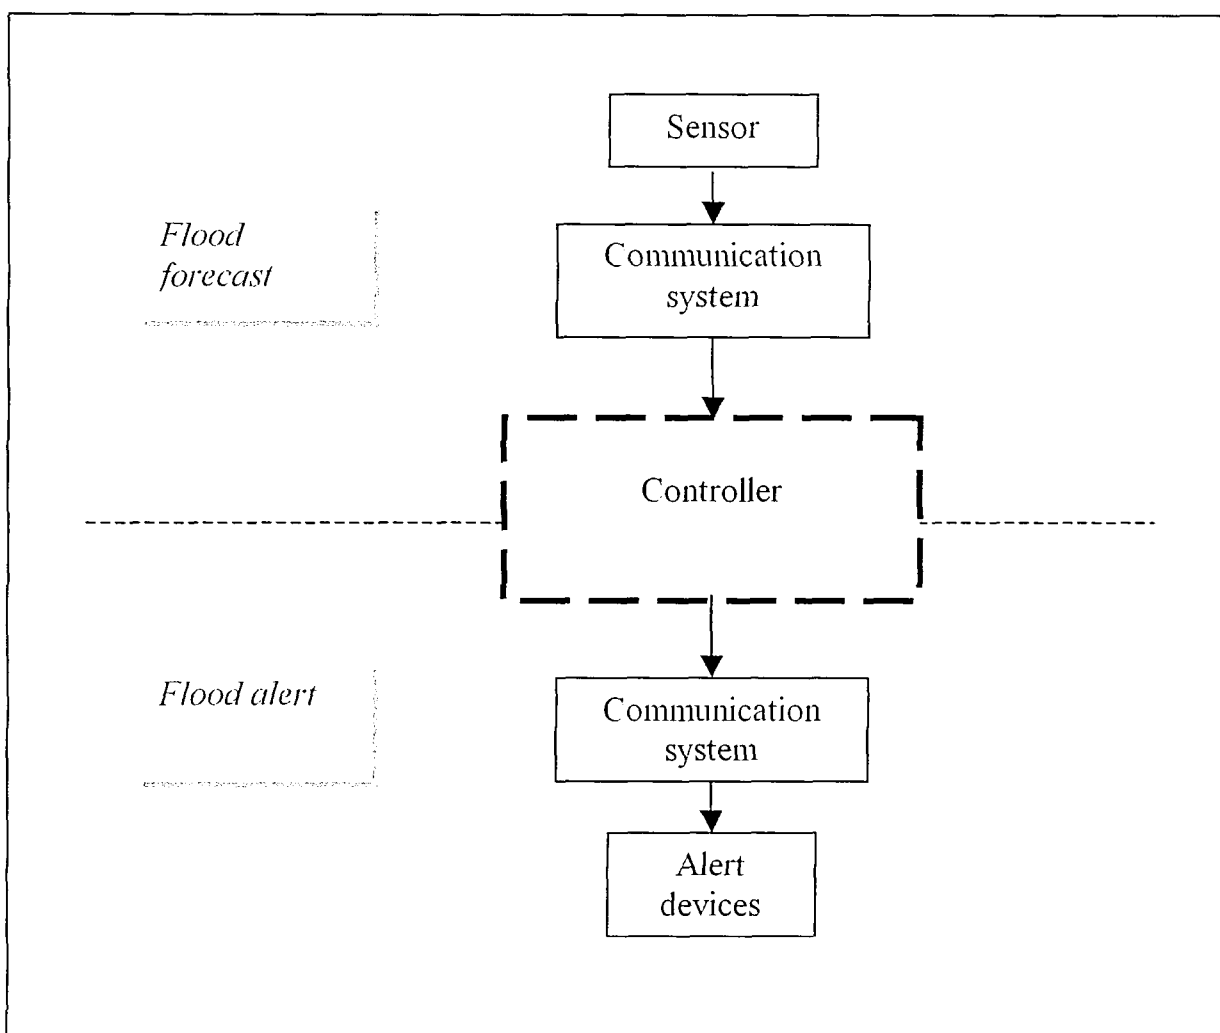 Sensor
Flood
forecast
Communication
system
Controller
Flood alert
Communication
system
Alert
devices